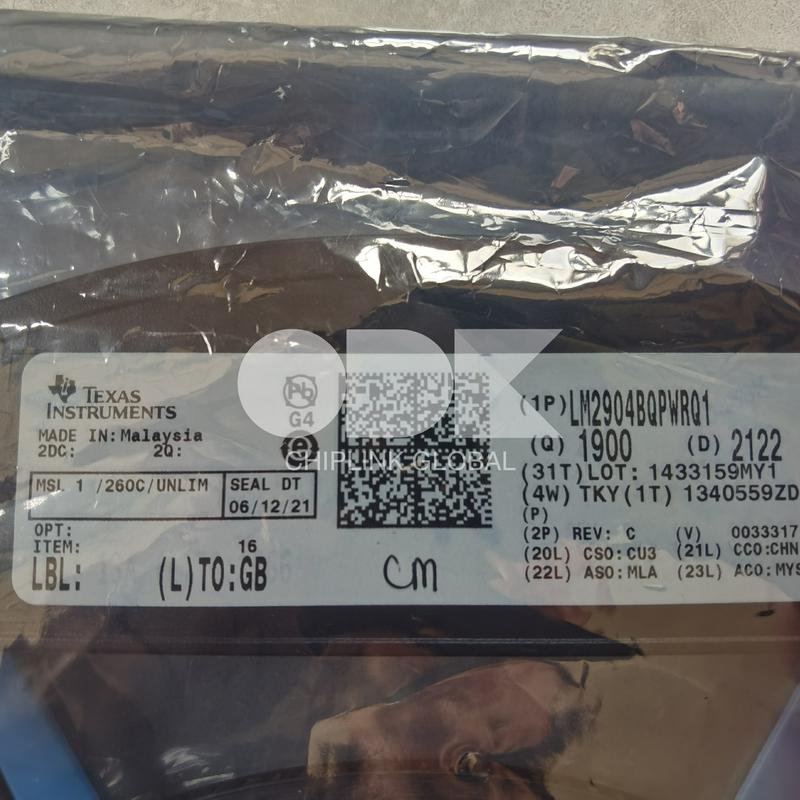 ODK
CHIPLINK GLOBAL
TEXAS
INSTRUMENTS
MADE IN: Malaysia
2DC: 2Q:
MSL 1 /260C/UNLIM
SEAL DT
06/12/21
OPT:
ITEM: 16
LBL: (L)TO:GB
Pb
G4
CM
(1P)LM2904BQPWRQ1
(Q) 1900 (D) 2122
(31T)LOT: 1433159MY1
(4W) TKY(1T) 1340559ZD
(P)
(2P) REV: C (V) 0033317
(20L) CSO:CU3 (21L) CCO:CHN
(22L) ASO:MLA (23L) ACO:MYS